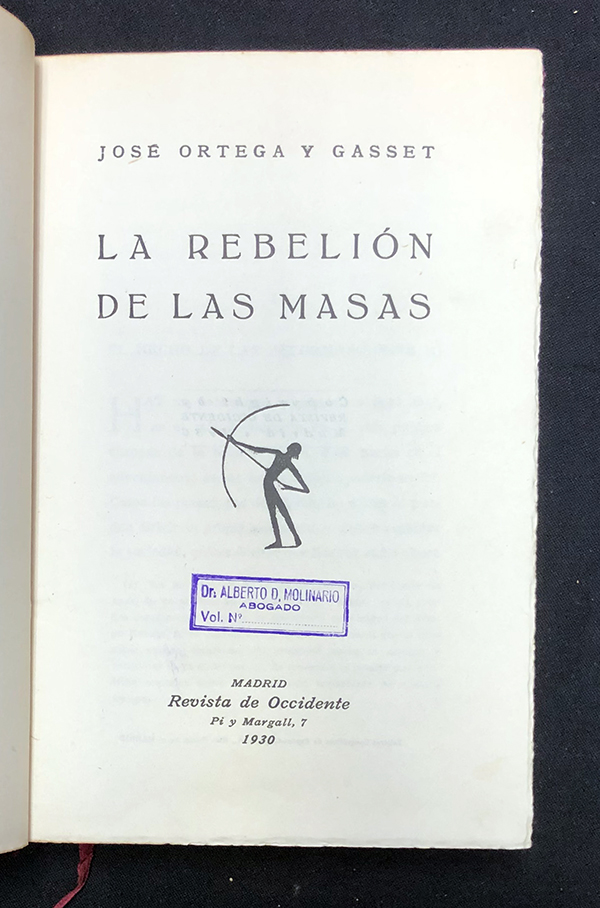 JOSÉ ORTEGA Y GASSET
LA REBELIÓN
DE LAS MASAS
Dr. ALBERTO D. MOLINARIO
ABOGADO
Vol. Nº
MADRID
Revista de Occidente
Pi y Margall, 7
1930